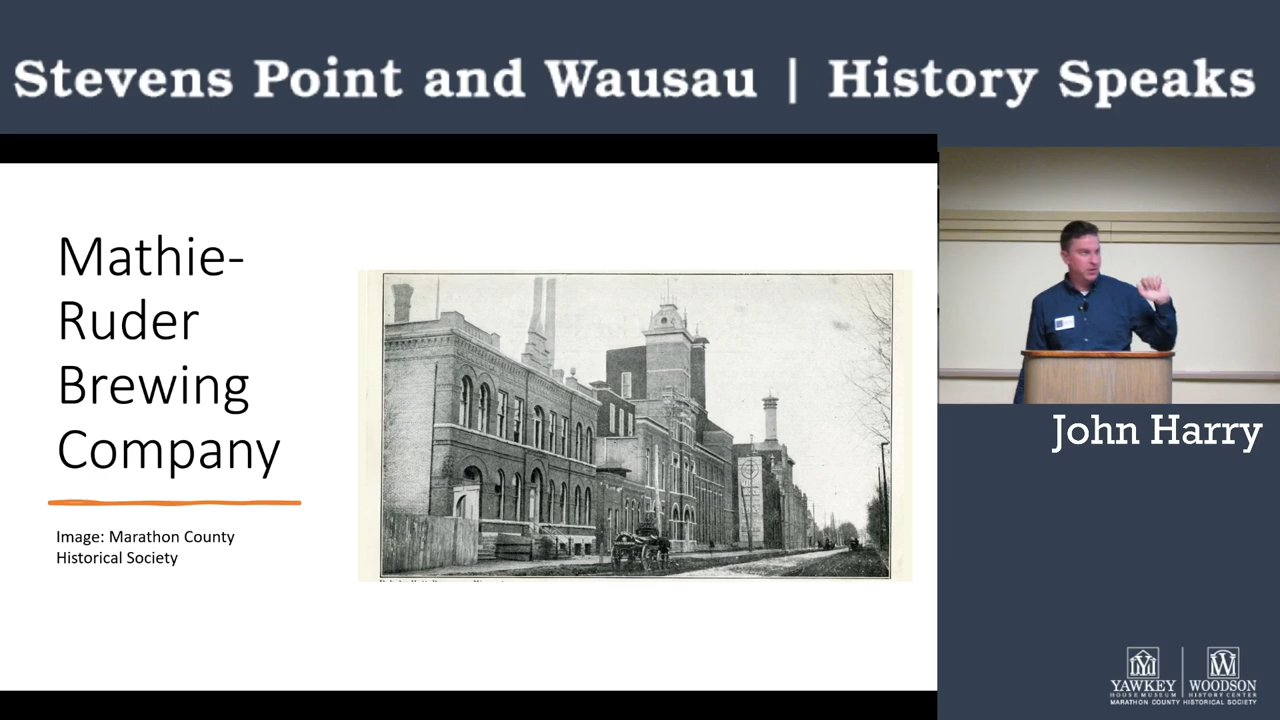 Stevens Point and Wausau | History Speaks
Mathie-
Ruder
Brewing
Company
Image: Marathon County
Historical Society
John Harry
YAWKEY
HOUSE MUSEUM
WOODSON
HISTORY CENTER
MARATHON COUNTY HISTORICAL SOCIETY